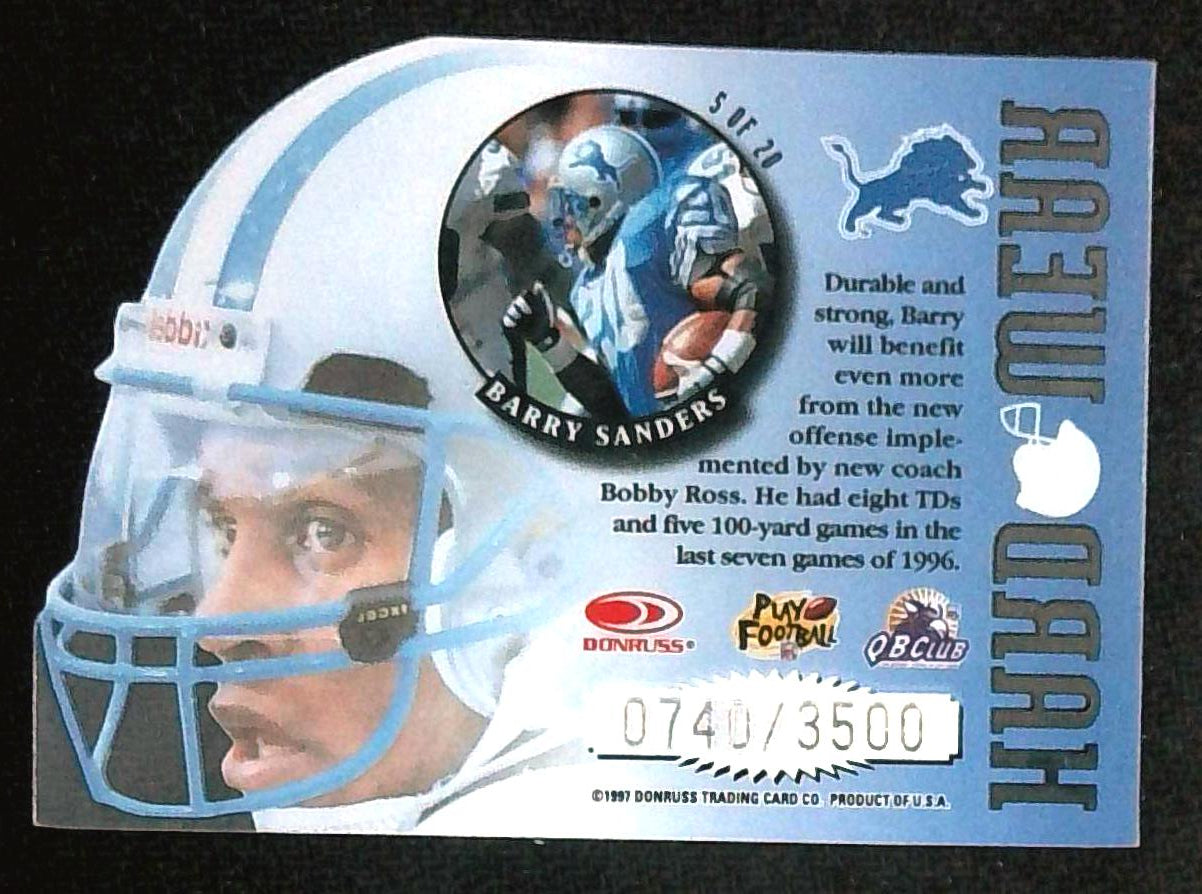 5 OF 20
BARRY SANDERS
Durable and
strong, Barry
will benefit
even more
from the new
offense imple-
mented by new coach
Bobby Ross. He had eight TDs
and five 100-yard games in the
last seven games of 1996.
DONRUSS®
PLAY
FOOTBALL
QB CLUB
0740/3500
©1997 DONRUSS TRADING CARD CO. PRODUCT OF U.S.A.
HARD WEAR